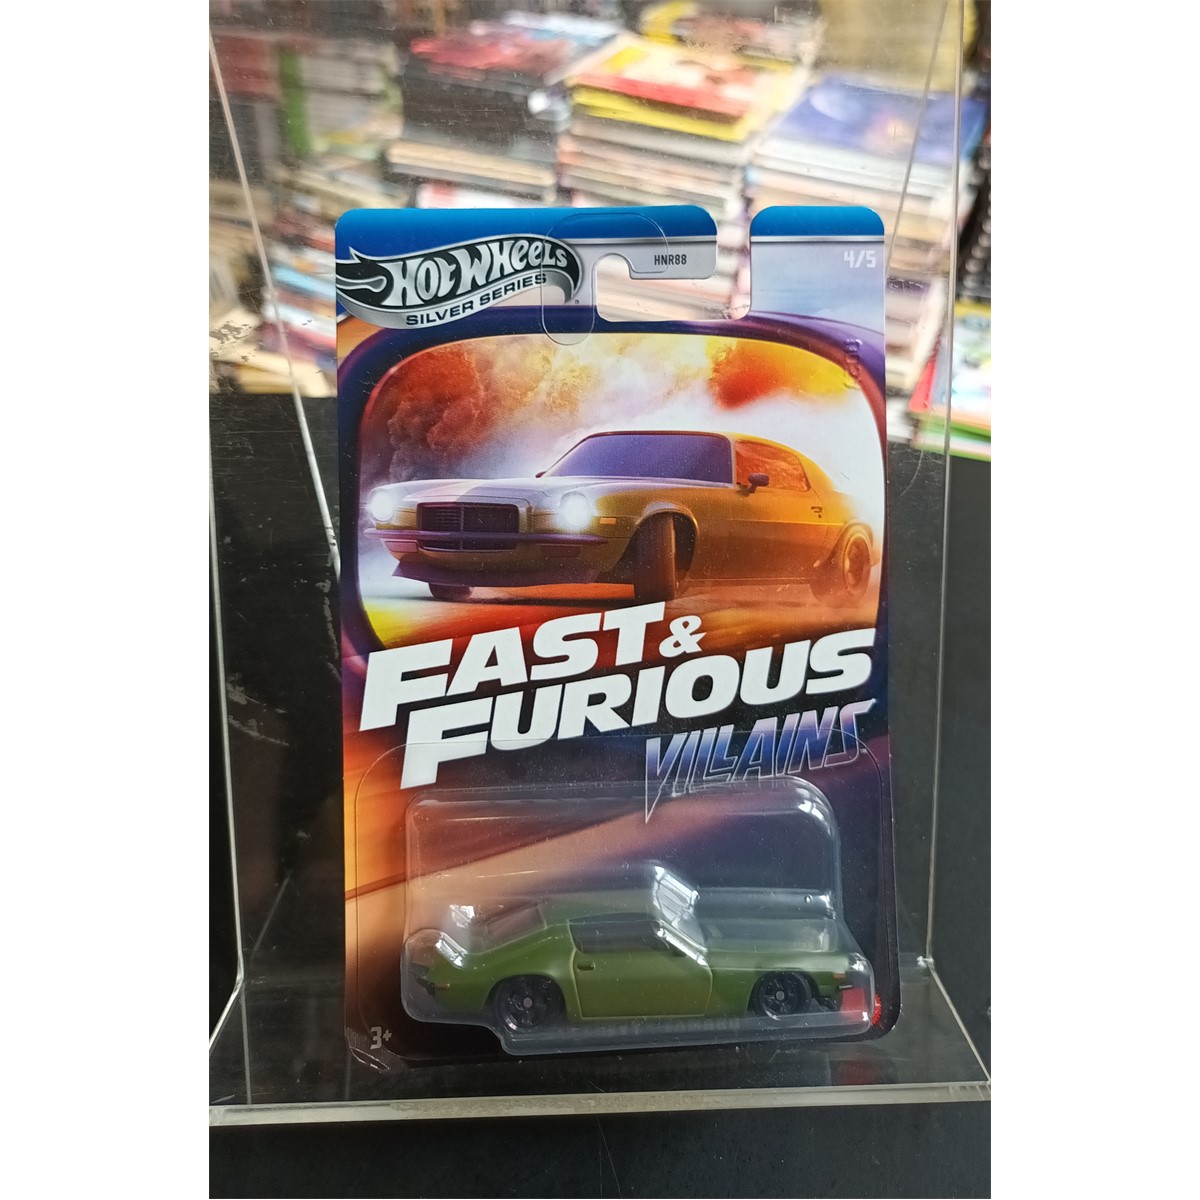 HOT WHEELS
SILVER SERIES
HNR88
4/5
FAST &
FURIOUS
VILLAINS
3+